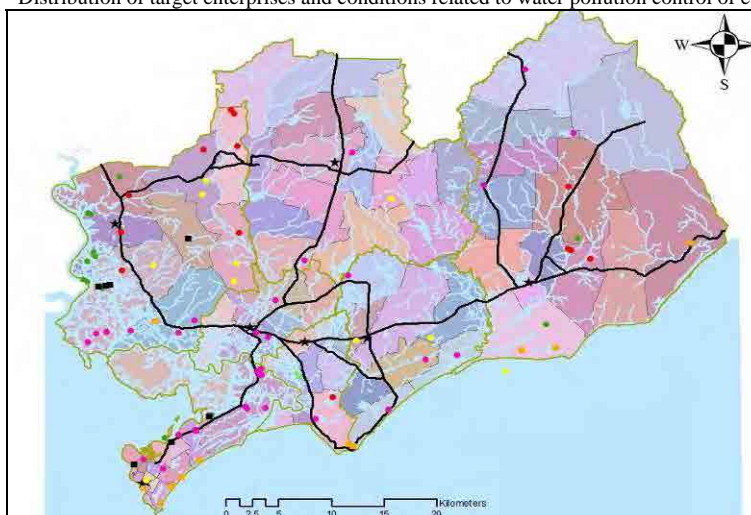 Distribution of target enterprises and conditions related to water pollution control of
W
S
Kilometers
0 2.5 5 10 15 20